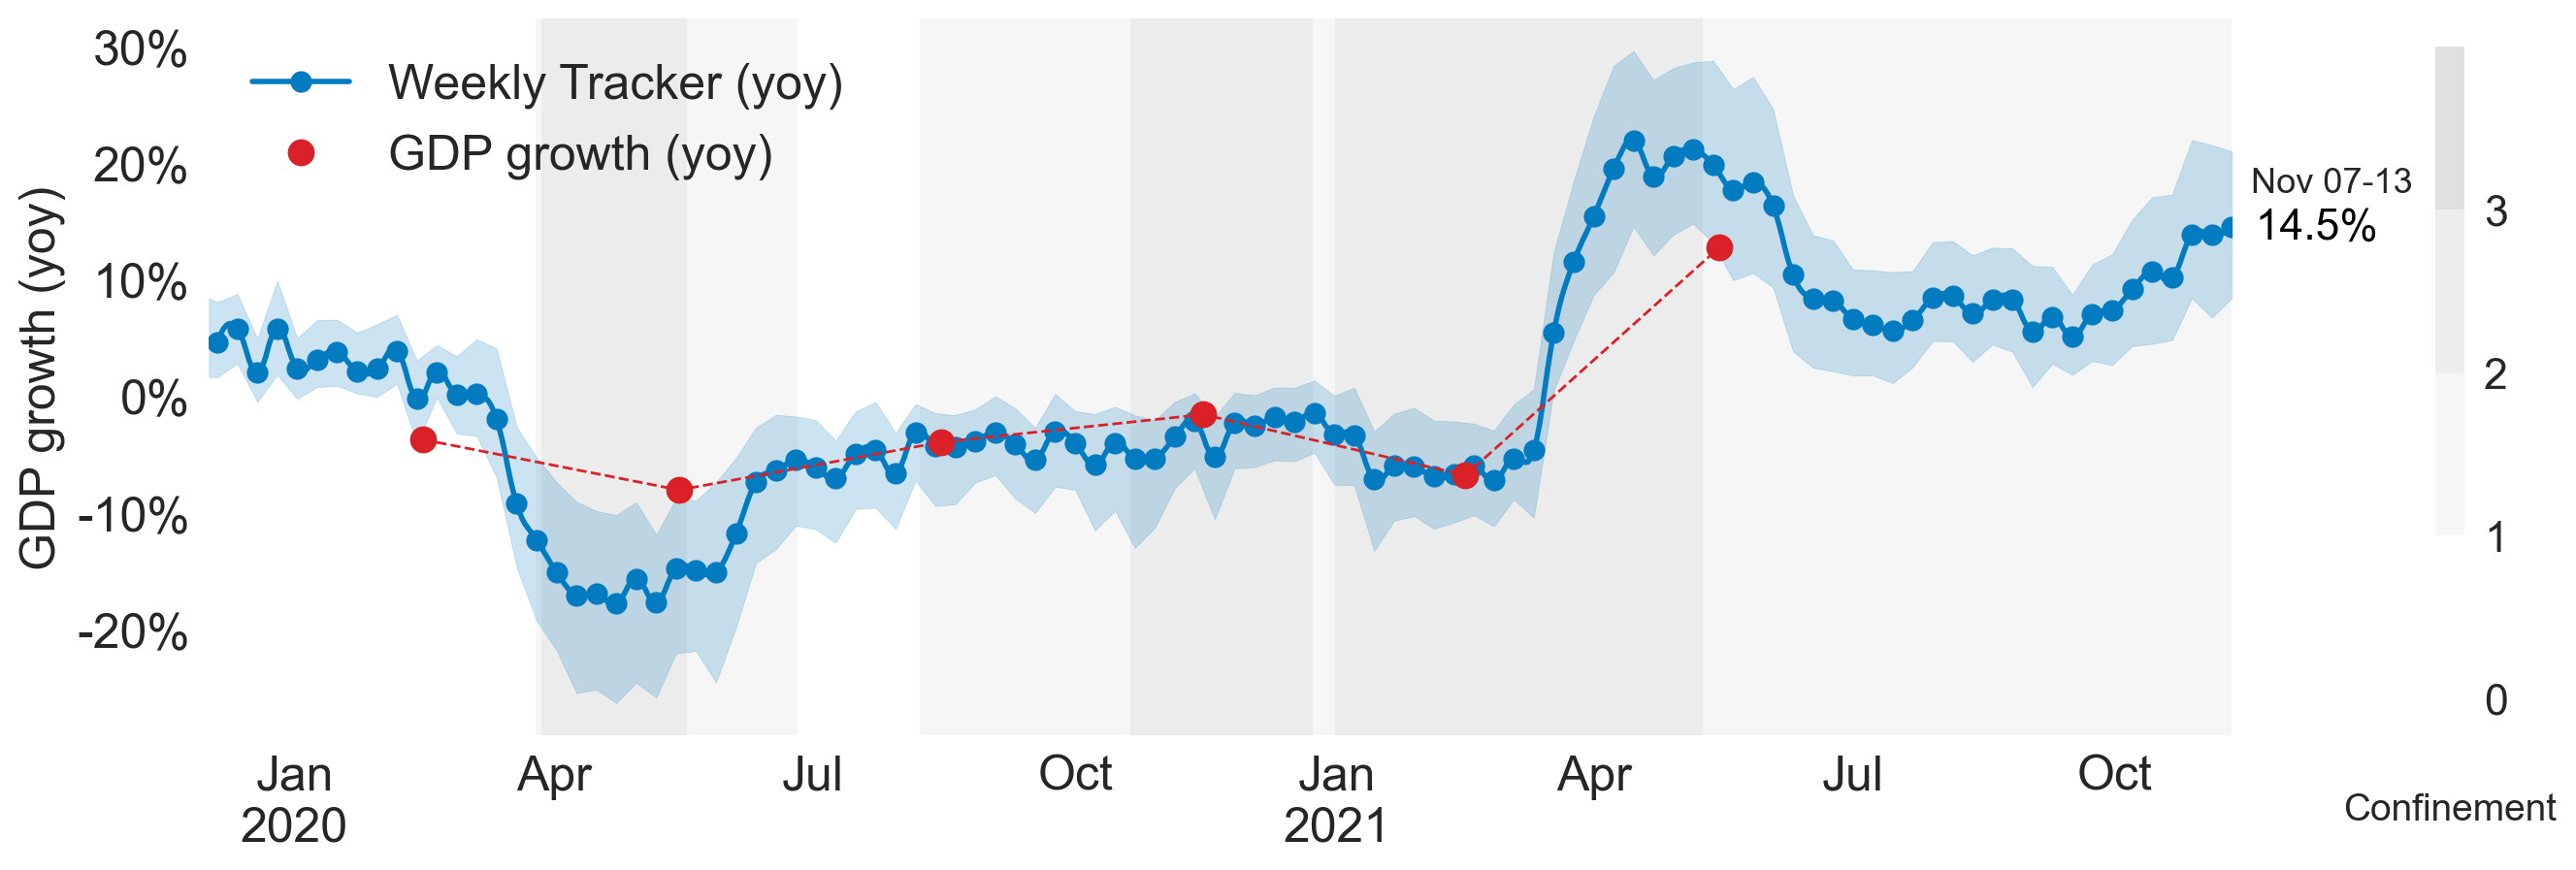 GDP growth (yoy)
30%
20%
10%
0%
-10%
-20%
Weekly Tracker (yoy)
GDP growth (yoy)
Jan
2020
Apr
Jul
Oct
Jan
2021
Apr
Jul
Oct
Nov 07-13
14.5%
3
2
1
0
Confinement